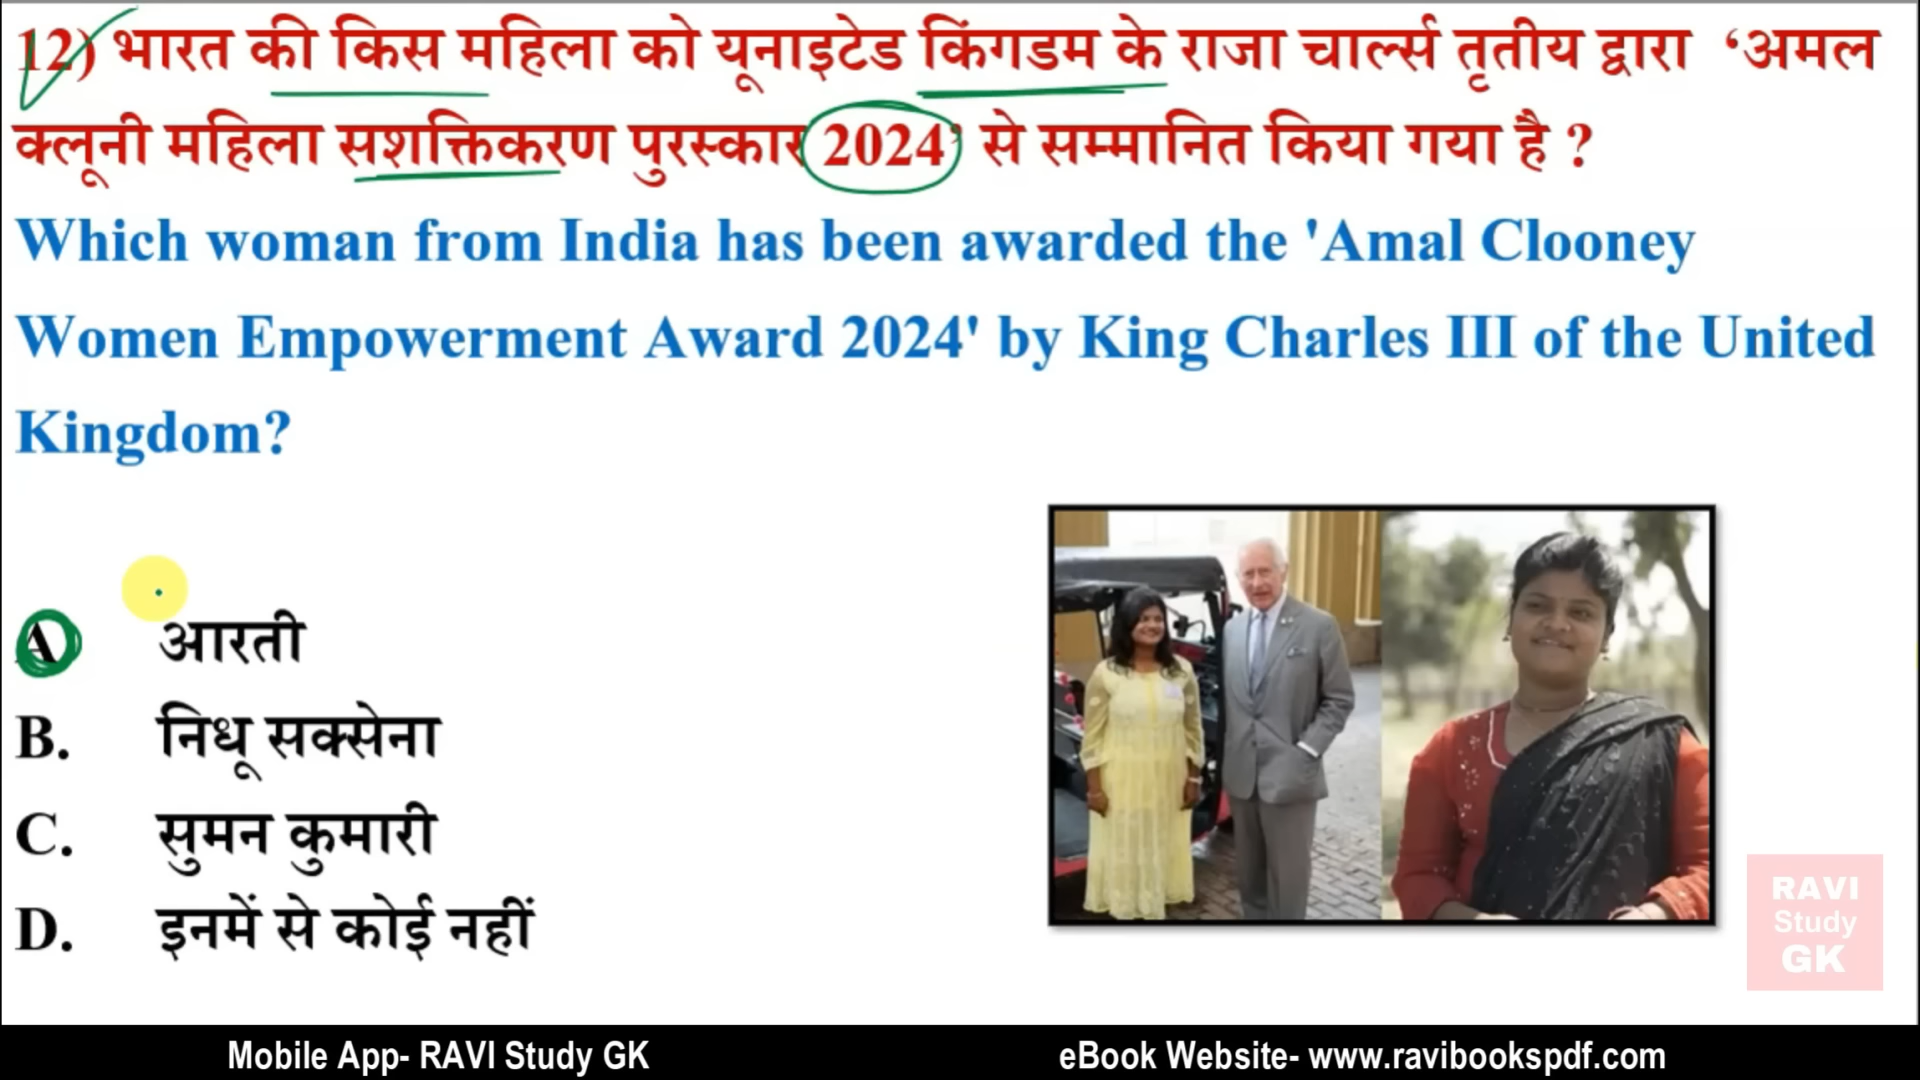 12) भारत की किस महिला को यूनाइटेड किंगडम के राजा चार्ल्स तृतीय द्वारा ‘अमल
क्लूनी महिला सशक्तिकरण पुरस्कार 2024’ से सम्मानित किया गया है ?
Which woman from India has been awarded the 'Amal Clooney
Women Empowerment Award 2024' by King Charles III of the United
Kingdom?
A आरती
B. निधू सक्सेना
C. सुमन कुमारी
D. इनमें से कोई नहीं
RAVI
Study
GK
Mobile App- RAVI Study GK
eBook Website- www.ravibookspdf.com